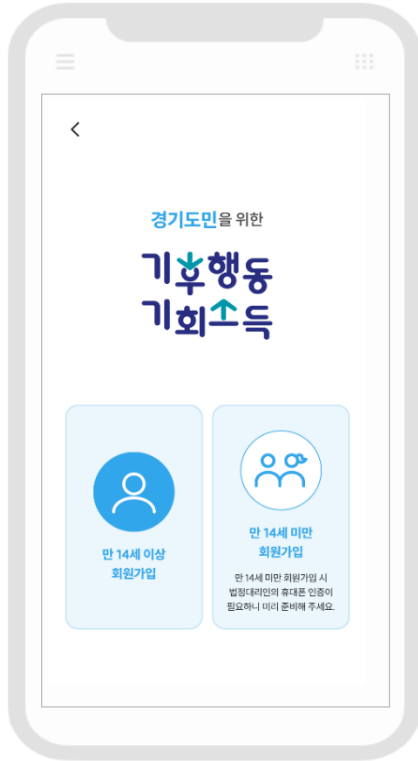 경기도민을 위한
기후행동
기회소득
만 14세 이상
회원가입
만 14세 미만
회원가입
만 14세 미만 회원가입 시
법정대리인의 휴대폰 인증이
필요하니 미리 준비해 주세요.